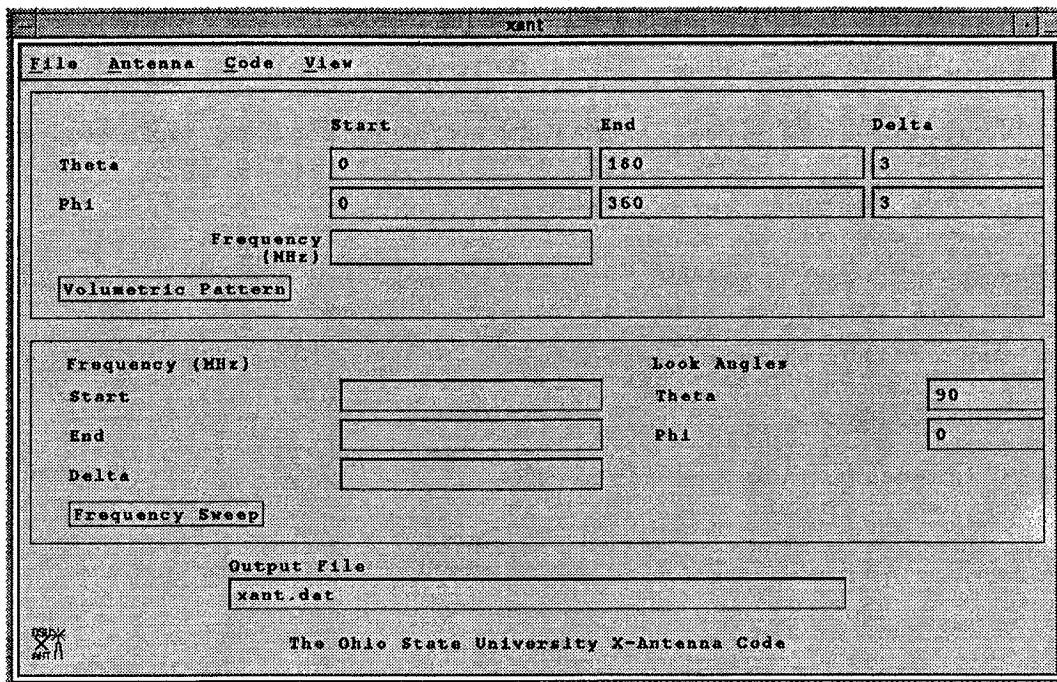 xant
File Antenna Code View
Start End Delta
Theta 0 160 3
Phi 0 360 3
Frequency
(MHz)
Volumetric Pattern
Frequency (MHz) Look Angles
Start Theta 90
End Phi 0
Delta
Frequency Sweep
Output File
xant.dat
The Ohio State University X-Antenna Code